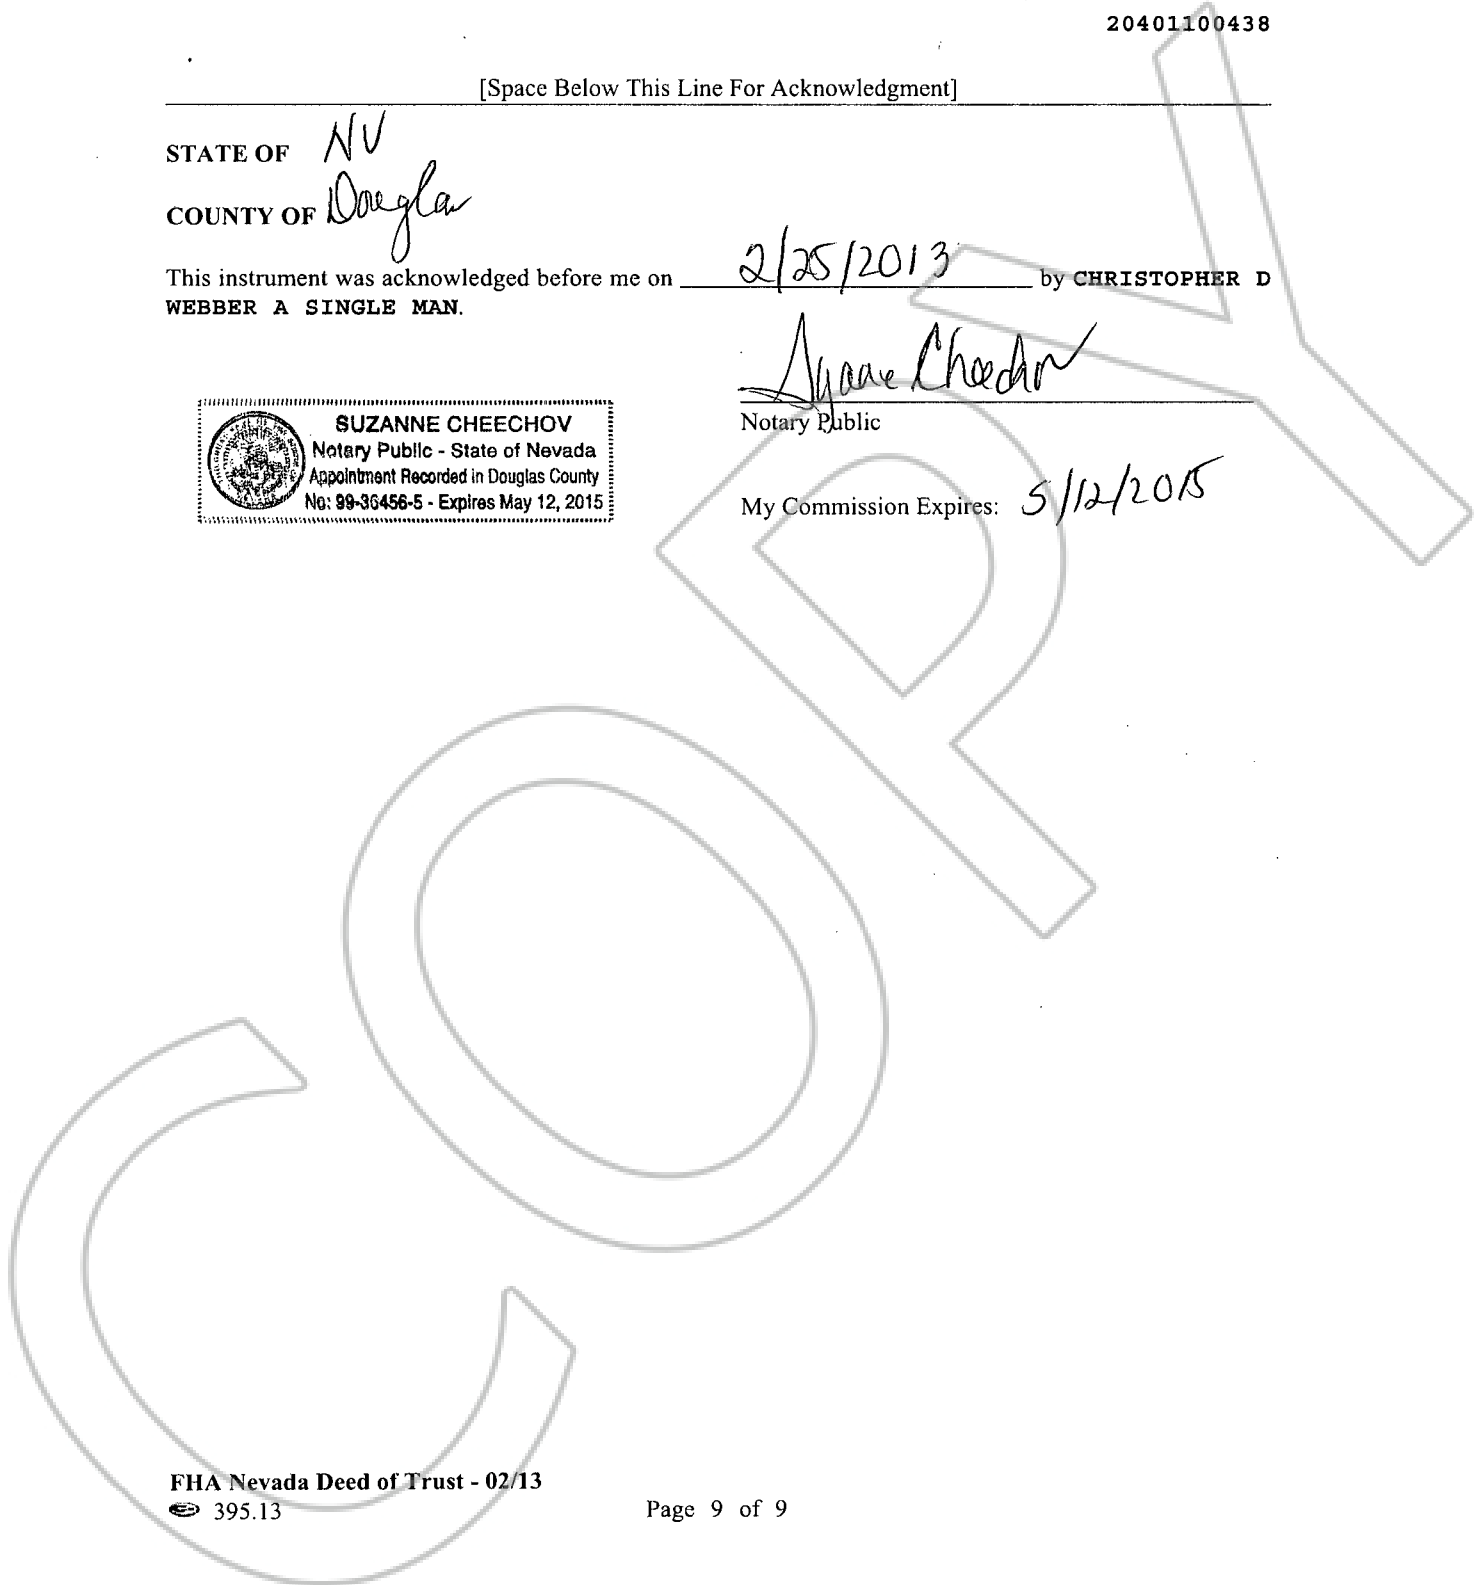 20401100438
[Space Below This Line For Acknowledgment]
STATE OF NV
COUNTY OF Douglas
This instrument was acknowledged before me on 2/25/2013 by CHRISTOPHER D
WEBBER A SINGLE MAN.
Suzanne Cheechov
Notary Public
SUZANNE CHEECHOV
Notary Public - State of Nevada
Appointment Recorded in Douglas County
No: 99-36456-5 - Expires May 12, 2015
My Commission Expires: 5/12/2015
COPY
FHA Nevada Deed of Trust - 02/13
395.13
Page 9 of 9